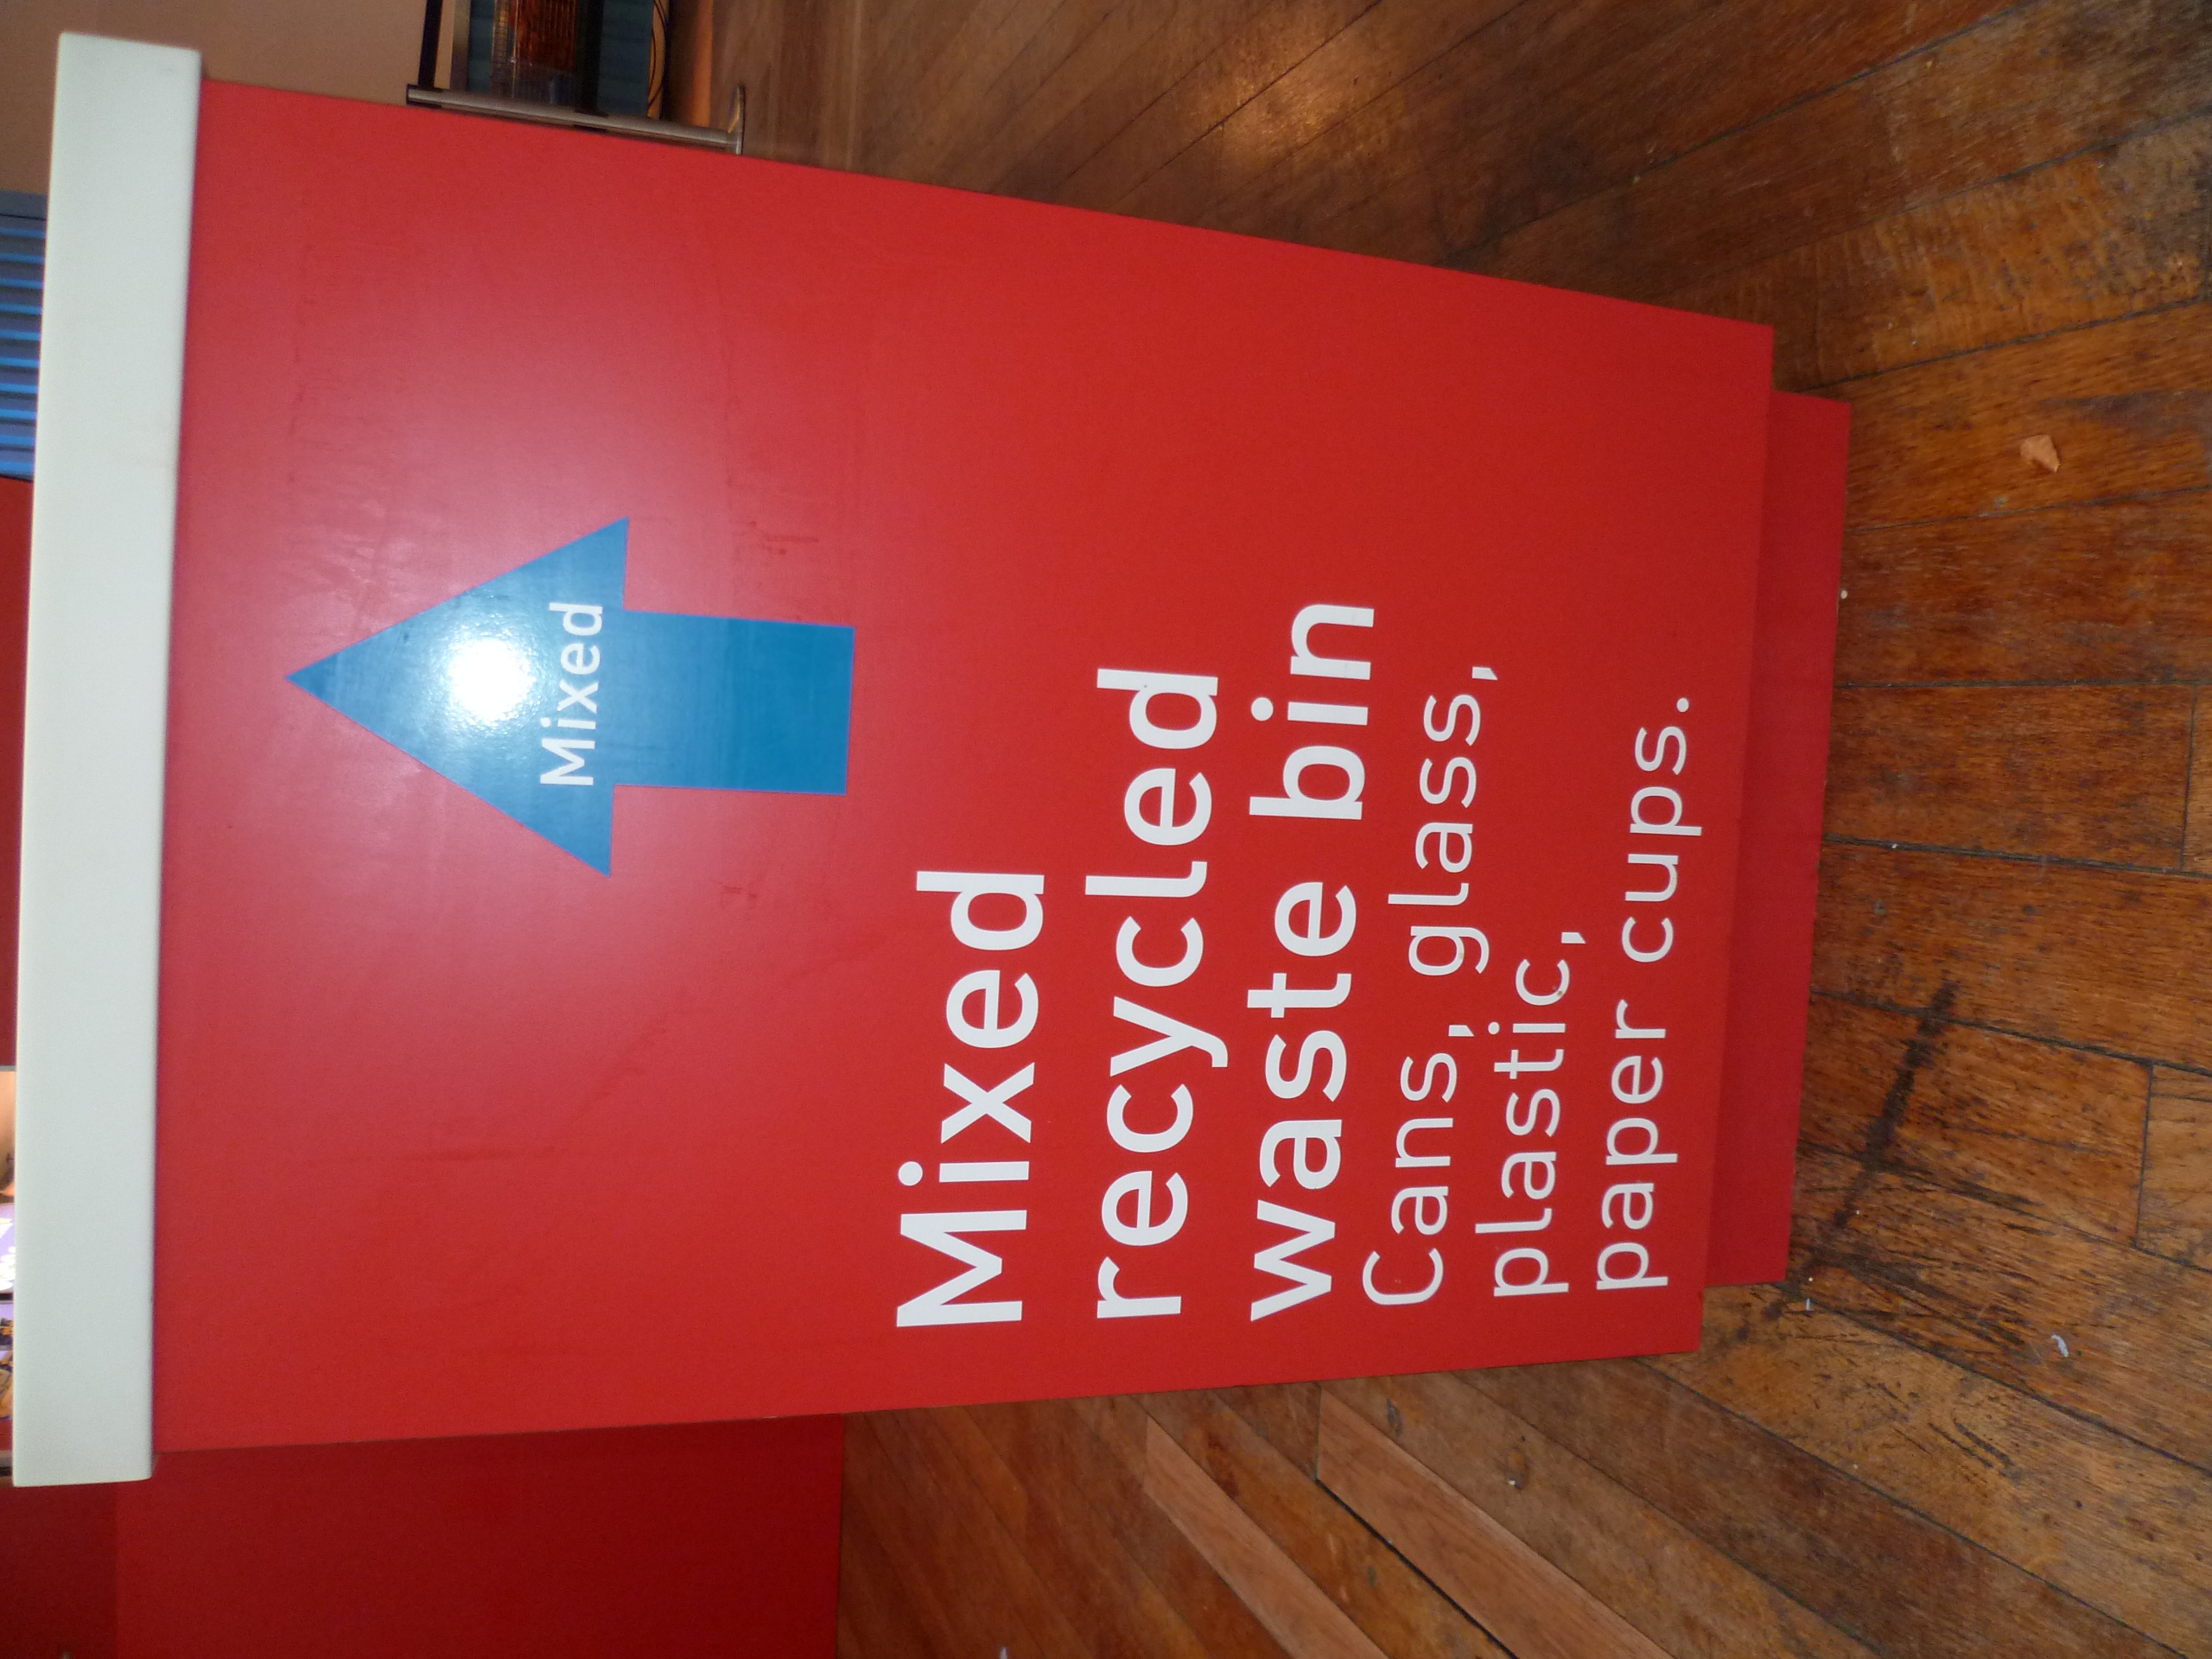 Mixed
Mixed
recycled
waste bin
Cans, glass,
plastic,
paper cups.